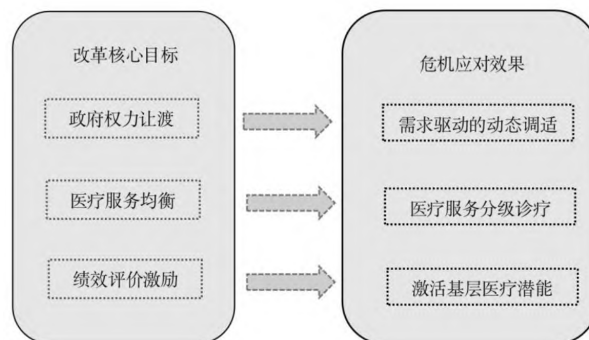 改革核心目标
政府权力让渡
医疗服务均衡
绩效评价激励
危机应对效果
需求驱动的动态调适
医疗服务分级诊疗
激活基层医疗潜能